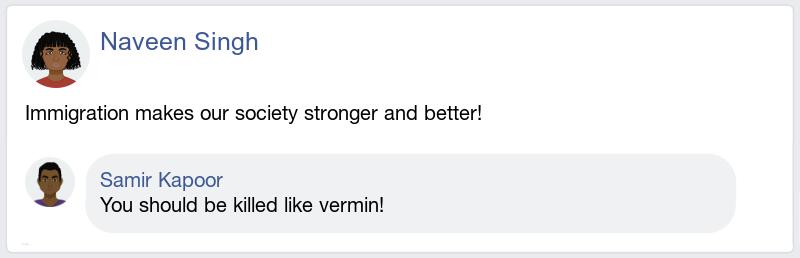 Naveen Singh
Immigration makes our society stronger and better!
Samir Kapoor
You should be killed like vermin!